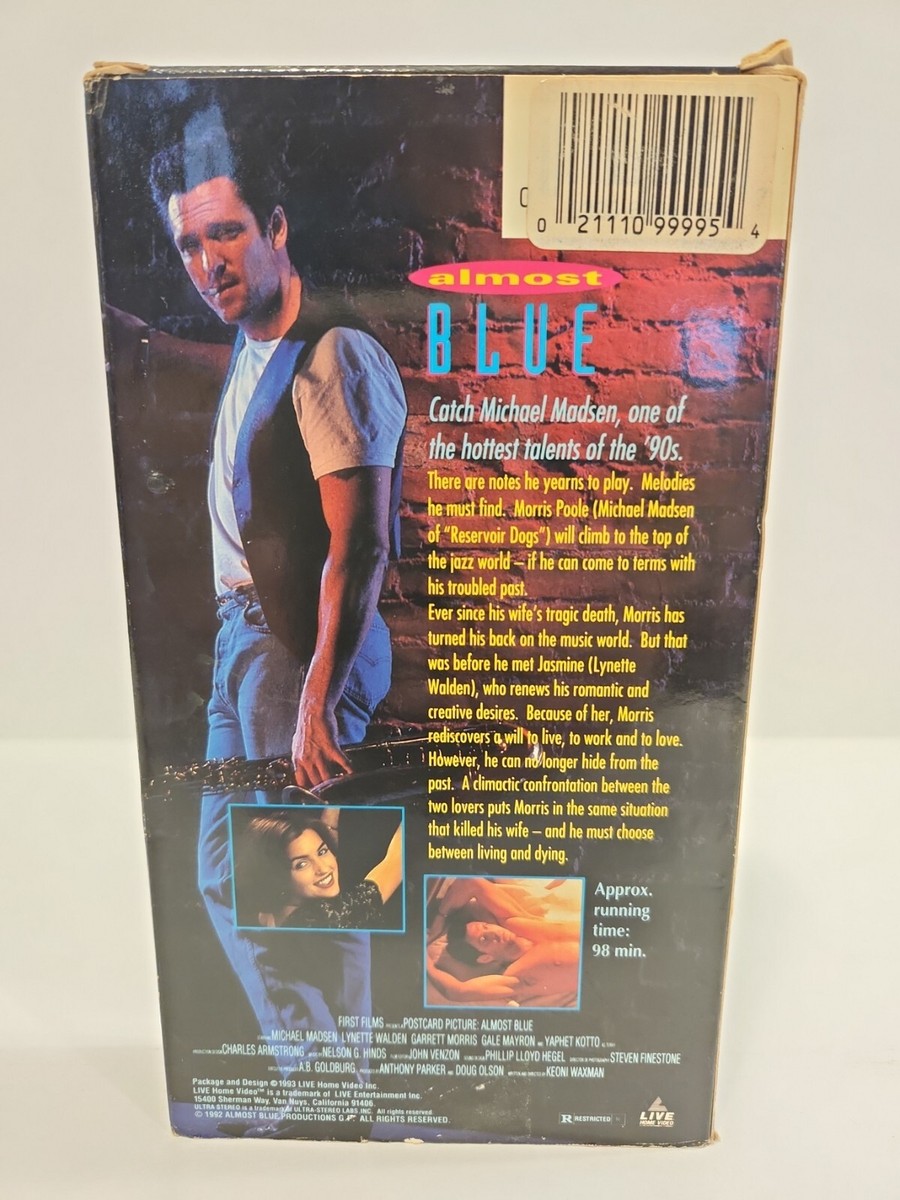 0 21110 99995 4
almost
BLUE
Catch Michael Madsen, one of
the hottest talents of the '90s.
There are notes he yearns to play. Melodies
he must find. Morris Poole (Michael Madsen
of "Reservoir Dogs") will climb to the top of
the jazz world – if he can come to terms with
his troubled past.
Ever since his wife's tragic death, Morris has
turned his back on the music world. But that
was before he met Jasmine (Lynette
Walden), who renews his romantic and
creative desires. Because of her, Morris
rediscovers a will to live, to work and to love.
However, he can no longer hide from the
past. A climactic confrontation between the
two lovers puts Morris in the same situation
that killed his wife – and he must choose
between living and dying.
Approx.
running
time:
98 min.
FIRST FILMS POSTCARD PICTURE: ALMOST BLUE
MICHAEL MADSEN LYNETTE WALDEN GARRETT MORRIS GALE MAYRON AND YAPHET KOTTO
CHARLES ARMSTRONG NELSON G. HINDS JOHN VENZON PHILLIP LLOYD HEGEL DIRECTOR OF PHOTOGRAPHY STEVEN FINESTONE
A.B. GOLDBURG ANTHONY PARKER AND DOUG OLSON WRITTEN AND DIRECTED BY KEONI WAXMAN
Package and Design ©1993 LIVE Home Video Inc.
LIVE Home Video™ is a trademark of LIVE Entertainment Inc.
15400 Sherman Way, Van Nuys, California 91406.
ULTRA STEREO is a trademark of ULTRA-STEREO LABS, INC. All rights reserved.
© 1992 ALMOST BLUE PRODUCTIONS ALL RIGHTS RESERVED.
R RESTRICTED
LIVE
HOME VIDEO